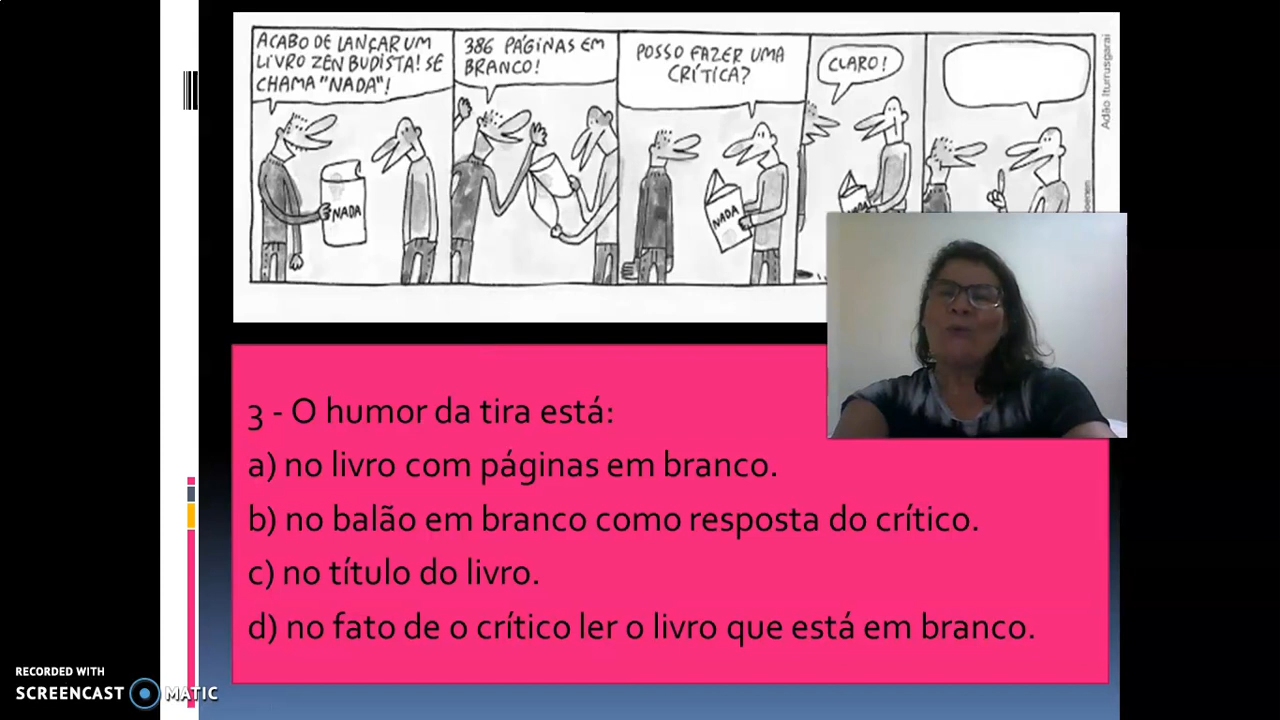 ACABO DE LANÇAR UM
LIVRO ZEN BUDISTA! SE
CHAMA "NADA"!
NADA
386 PÁGINAS EM
BRANCO!
POSSO FAZER UMA
CRÍTICA?
NADA
CLARO!
NADA
Adão Iturrusgarai
3 - O humor da tira está:
a) no livro com páginas em branco.
b) no balão em branco como resposta do crítico.
c) no título do livro.
d) no fato de o crítico ler o livro que está em branco.
RECORDED WITH
SCREENCAST MATIC